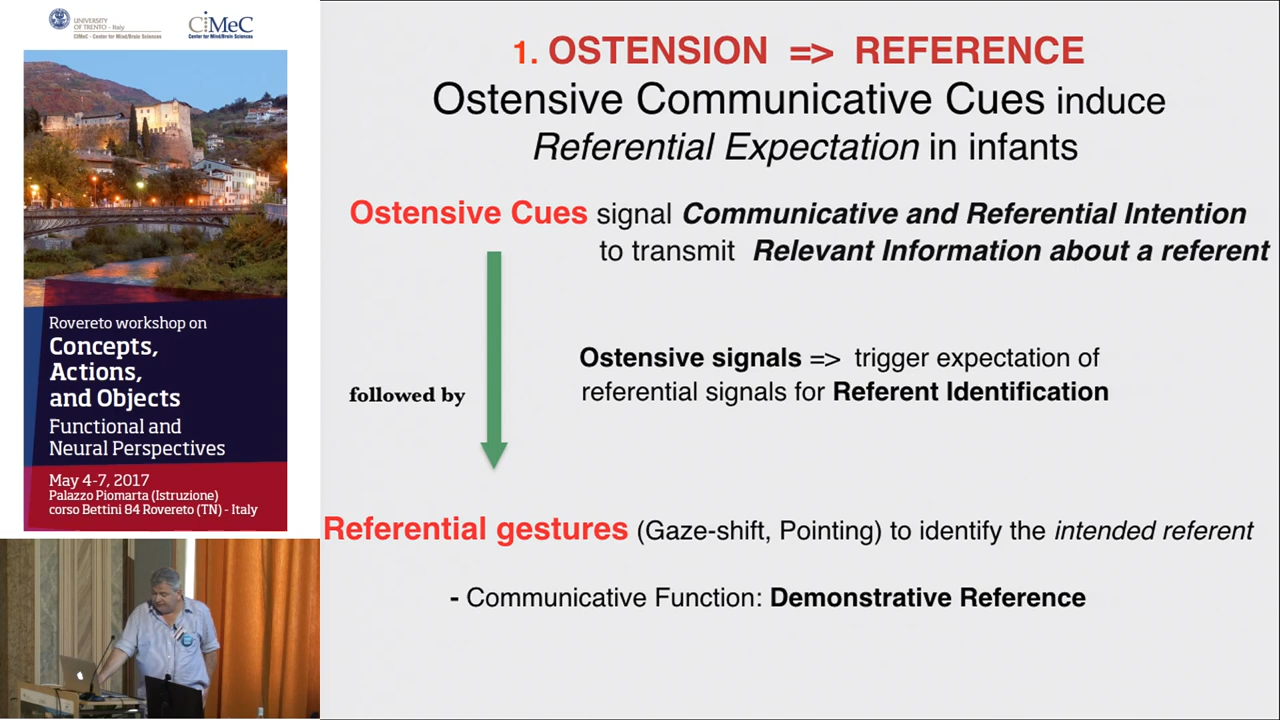 UNIVERSITY
OF TRENTO - Italy
CIMeC - Center for Mind/Brain Sciences
CiMeC
Center for Mind/Brain Sciences
Rovereto workshop on
Concepts,
Actions,
and Objects
Functional and
Neural Perspectives
May 4-7, 2017
Palazzo Piomarta (Istruzione)
corso Bettini 84 Rovereto (TN) - Italy
1. OSTENSION => REFERENCE
Ostensive Communicative Cues induce
Referential Expectation in infants
Ostensive Cues signal Communicative and Referential Intention
to transmit Relevant Information about a referent
Ostensive signals => trigger expectation of
referential signals for Referent Identification
followed by
Referential gestures (Gaze-shift, Pointing) to identify the intended referent
- Communicative Function: Demonstrative Reference